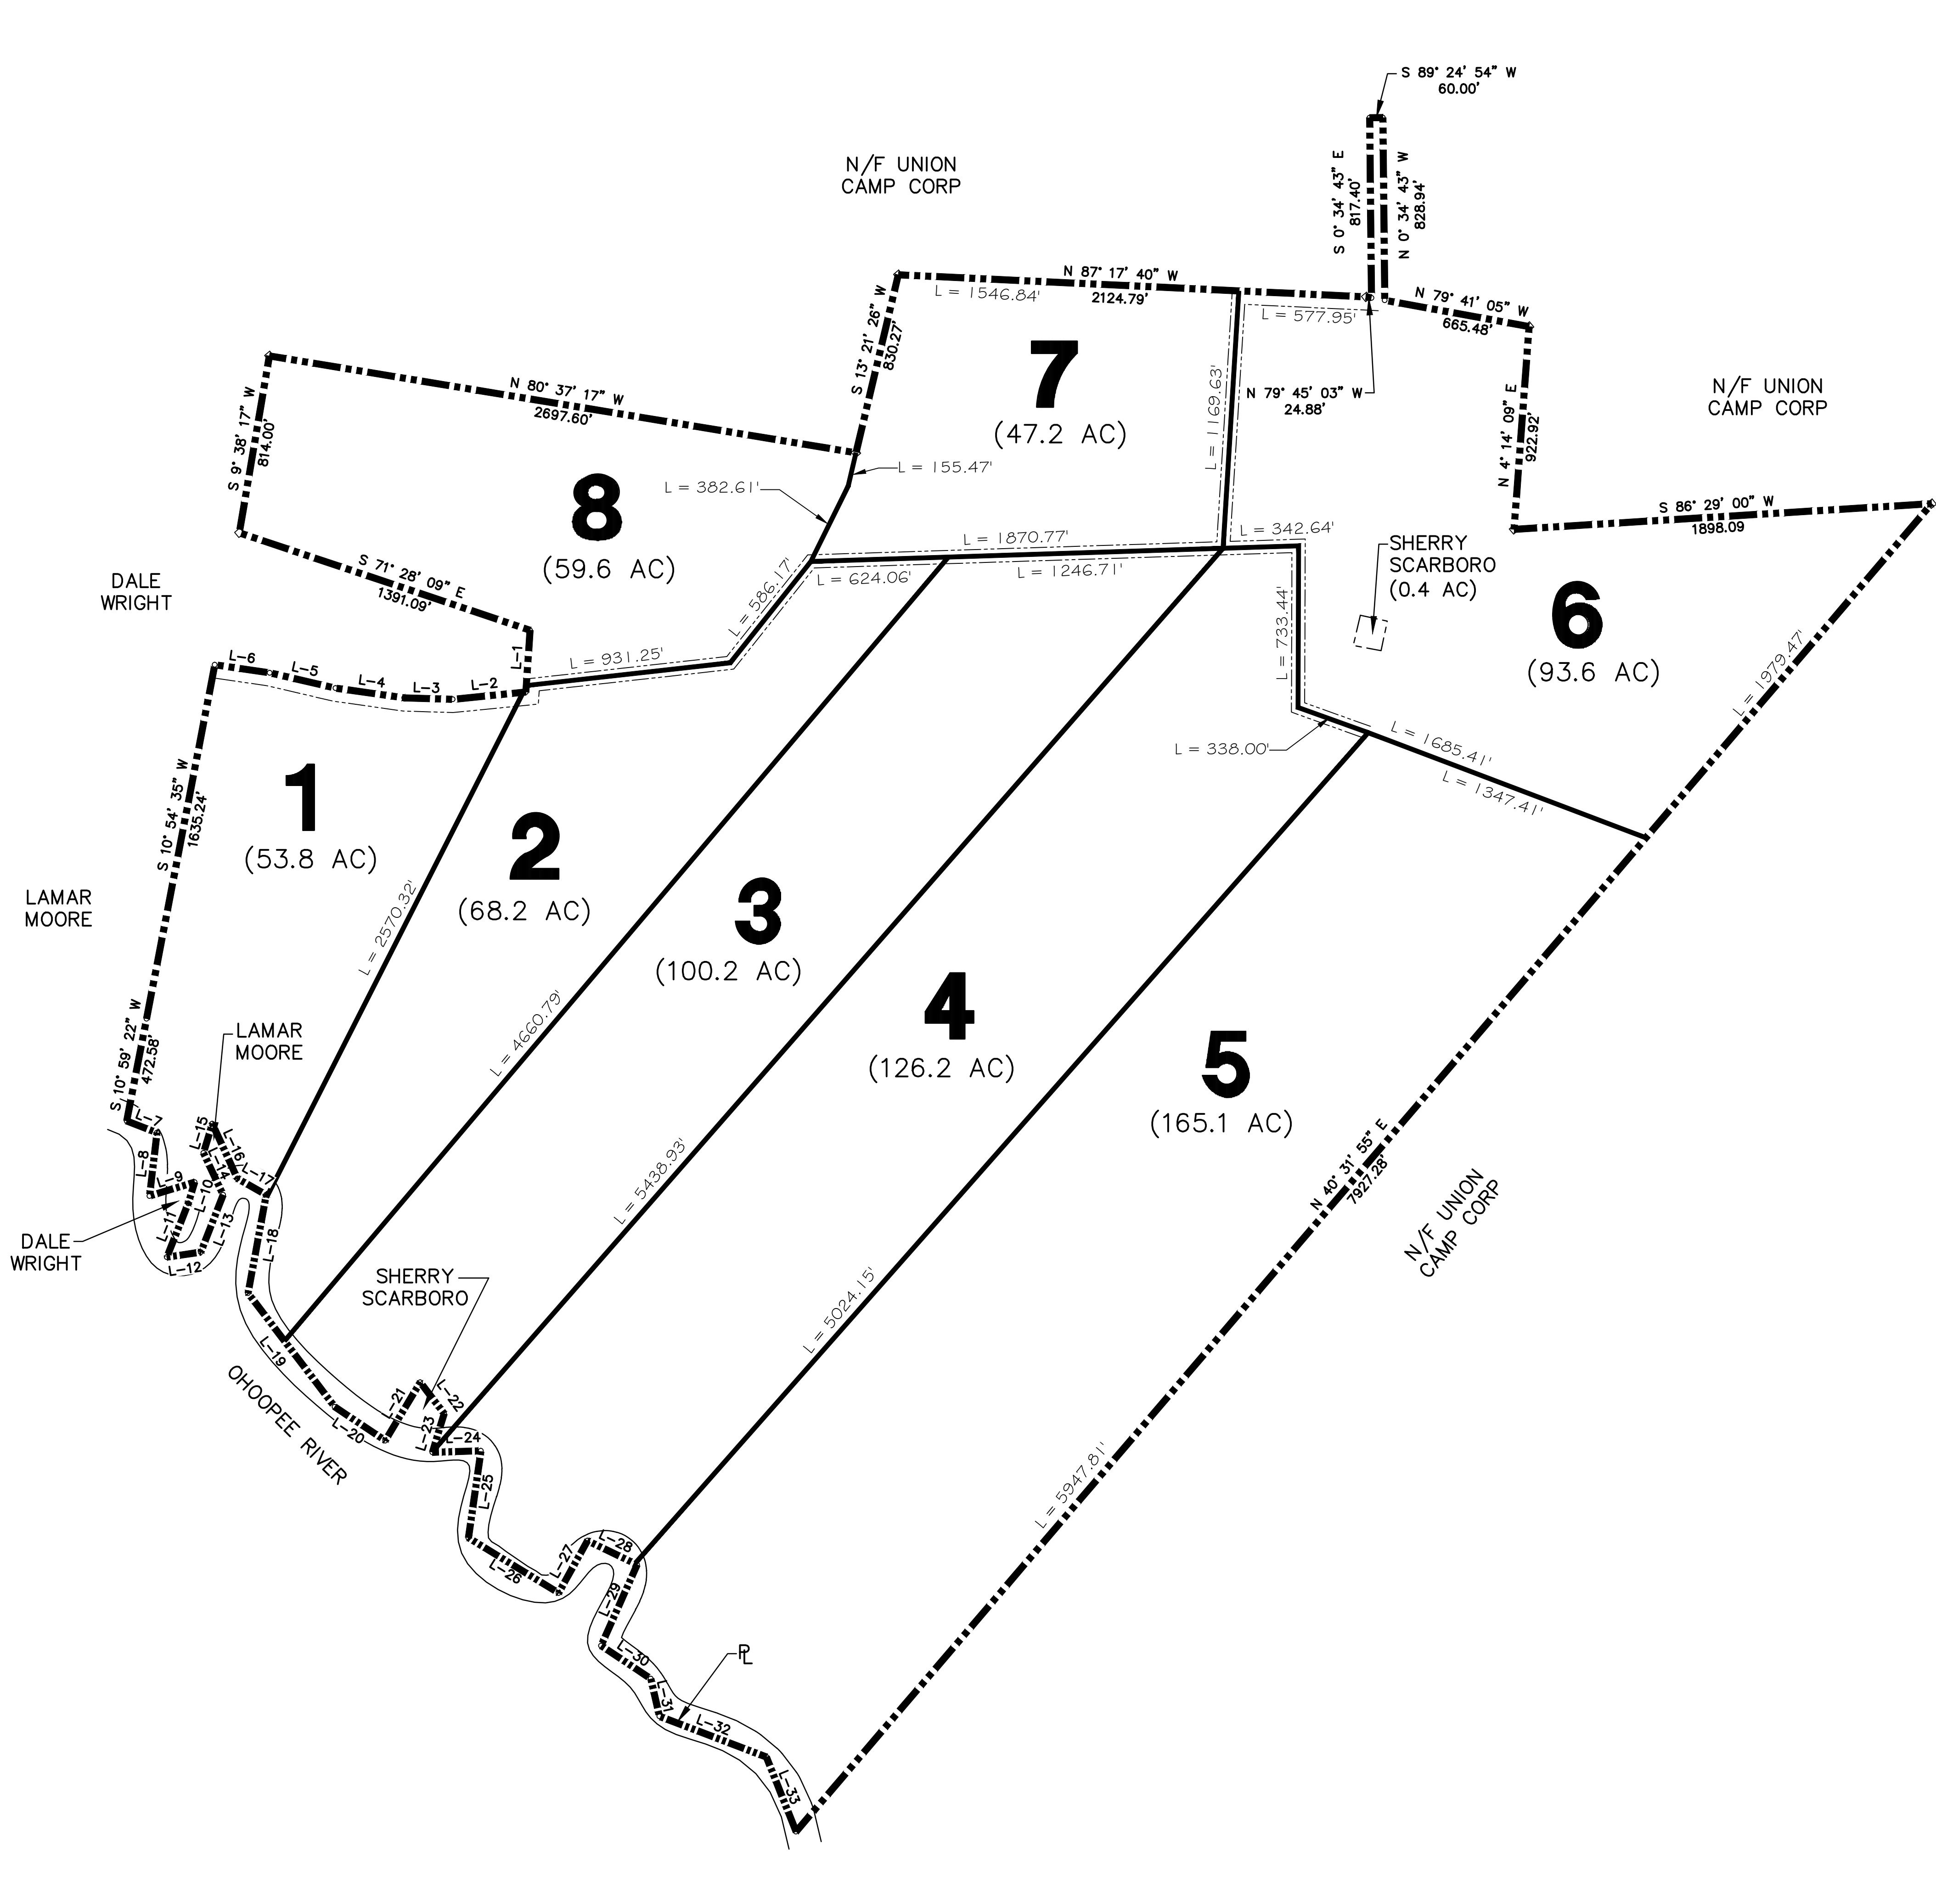 S 89° 24' 54" W
60.00'
N/F UNION
CAMP CORP
S 0° 34' 43" E
817.40'
N 0° 34' 43" W
828.94'
N 87° 17' 40" W
2124.79'
L = 1546.84'
L = 577.95'
N 79° 41' 05" W
665.48'
S 13° 21' 26" W
830.27'
7
(47.2 AC)
L = 1169.63'
N 79° 45' 03" W
24.88'
N/F UNION
CAMP CORP
N 4° 14' 09" E
922.92'
S 86° 29' 00" W
1898.09
N 80° 37' 17" W
2697.60'
S 9° 38' 17" W
814.00'
L = 155.47'
L = 382.61'
8
(59.6 AC)
L = 1870.77'
L = 342.64'
L = 624.06'
L = 1246.71'
SHERRY
SCARBORO
(0.4 AC)
6
(93.6 AC)
DALE
WRIGHT
S 71° 28' 09" E
1391.09'
L = 586.17'
L = 931.25'
L = 733.44'
L = 1979.47'
L-1
L-2
L-3
L-4
L-5
L-6
L = 338.00'
L = 1685.41'
L = 1347.41'
S 10° 54' 35" W
1635.24'
1
(53.8 AC)
2
(68.2 AC)
L = 2570.32'
3
(100.2 AC)
LAMAR
MOORE
4
(126.2 AC)
5
(165.1 AC)
L = 4660.79'
S 10° 59' 22" W
472.58'
LAMAR
MOORE
L-7
L-8
L-9
L-10
L-11
L-12
L-13
L-14
L-15
L-16
L-17
L-18
DALE
WRIGHT
L = 5438.93'
N 40° 31' 55" E
7927.28'
N/F UNION
CAMP CORP
SHERRY
SCARBORO
L = 5024.15'
L-19
L-20
L-21
L-22
L-23
L-24
OHOOPEE RIVER
L-25
L-26
L-27
L-28
L-29
L = 5947.81'
L-30
L-31
L-32
L-33
PL